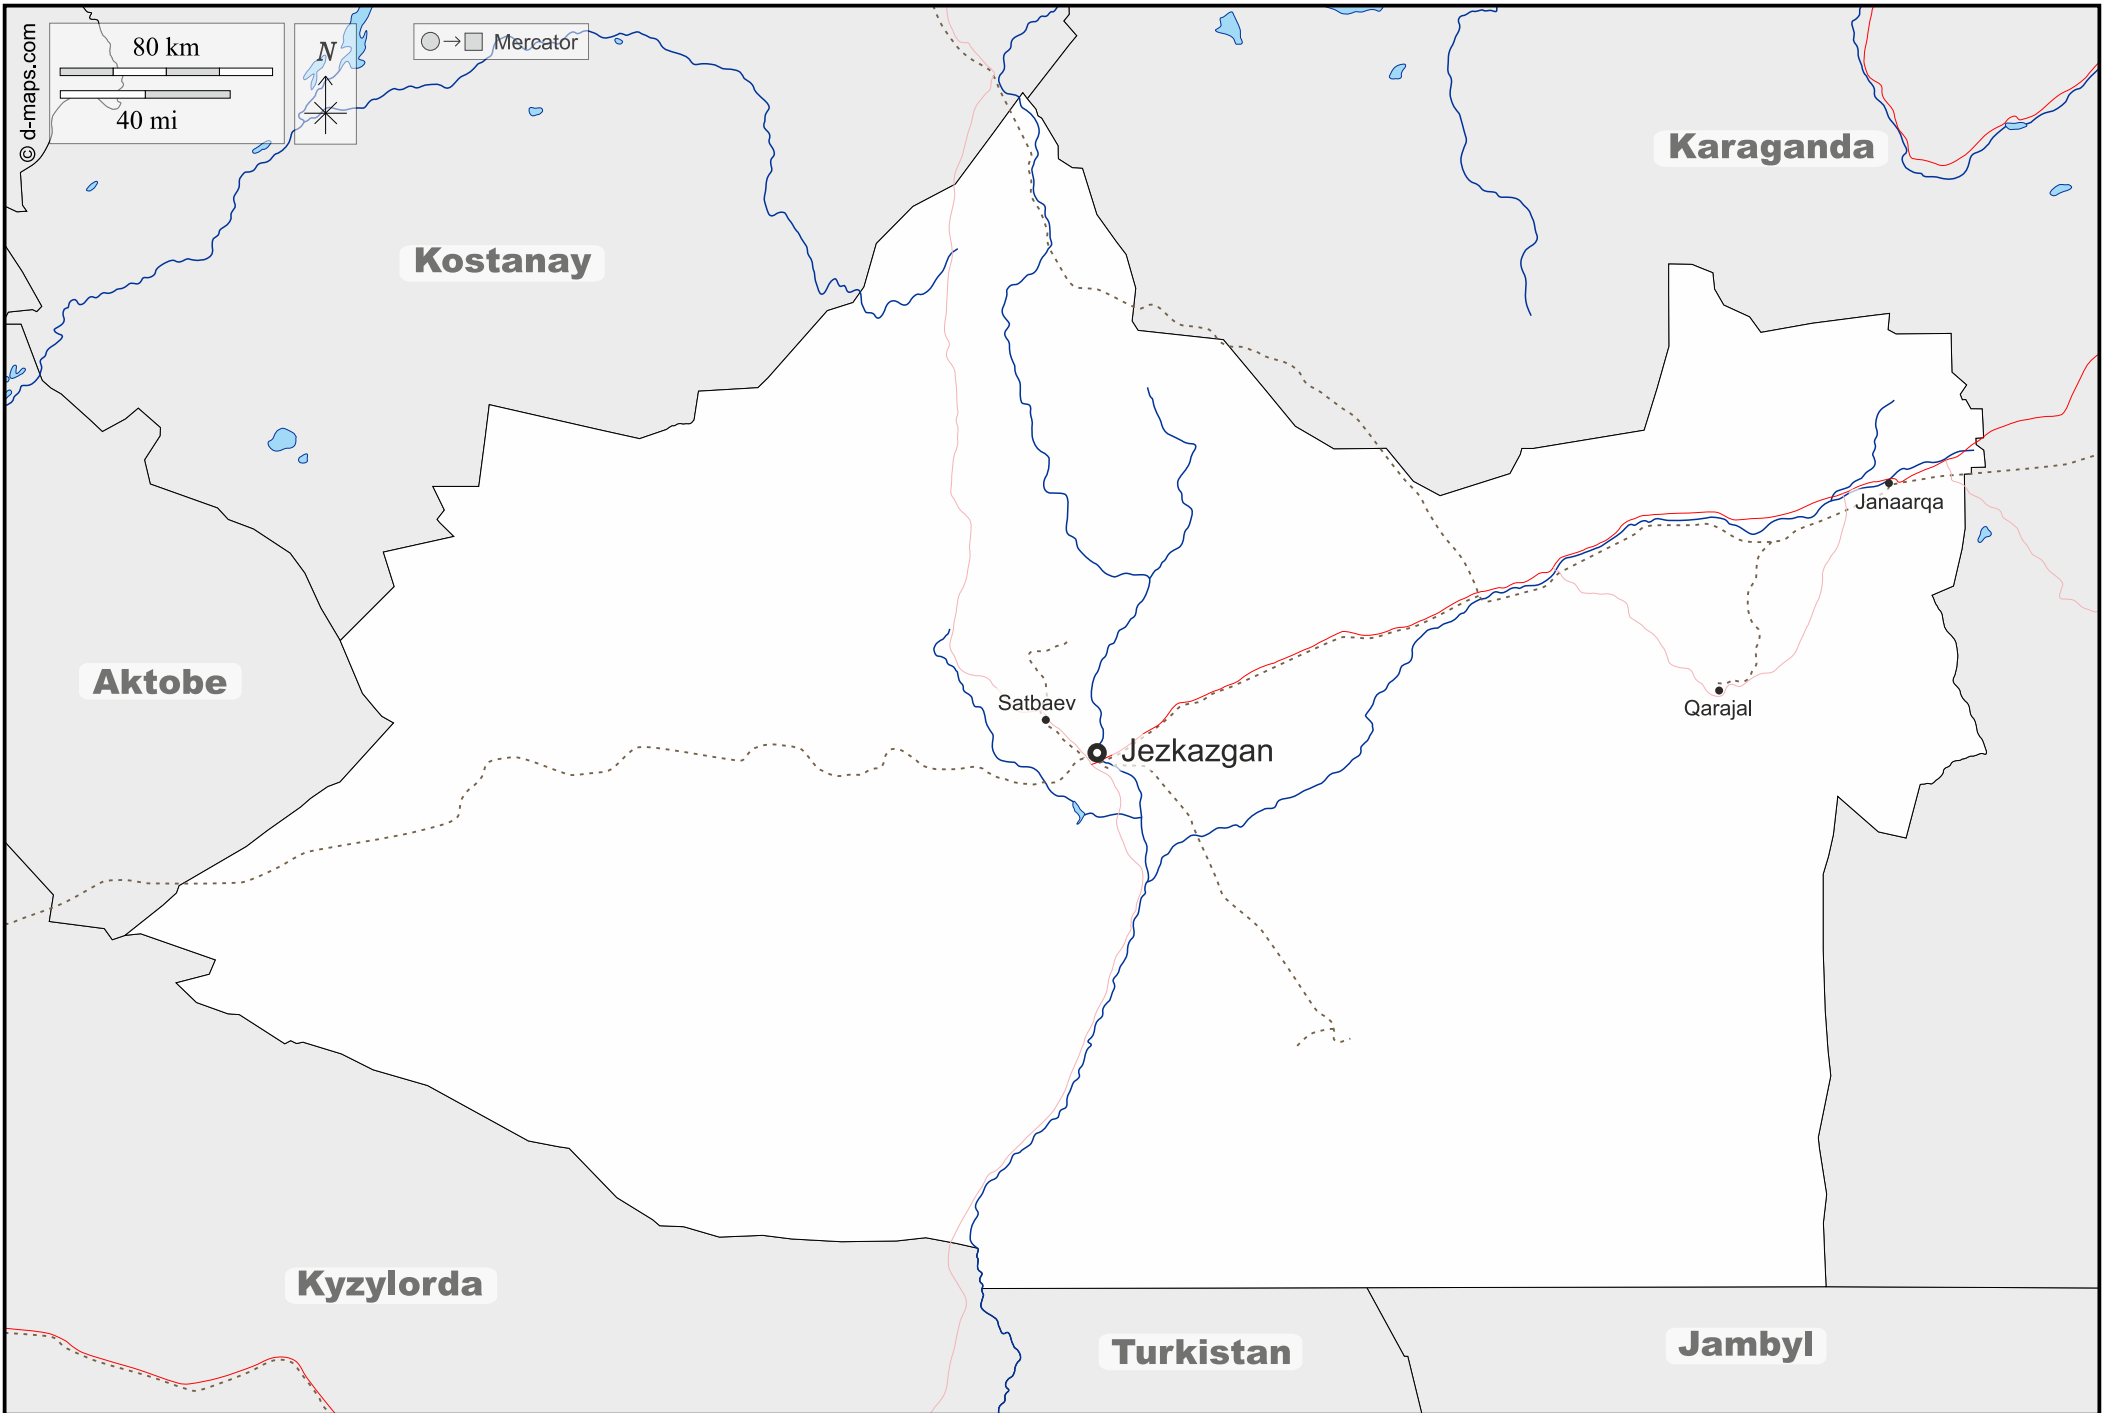 © d-maps.com
80 km
40 mi
N
Mercator
Karaganda
Kostanay
Janaarqa
Aktobe
Satbaev
Qarajal
Jezkazgan
Kyzylorda
Turkistan
Jambyl